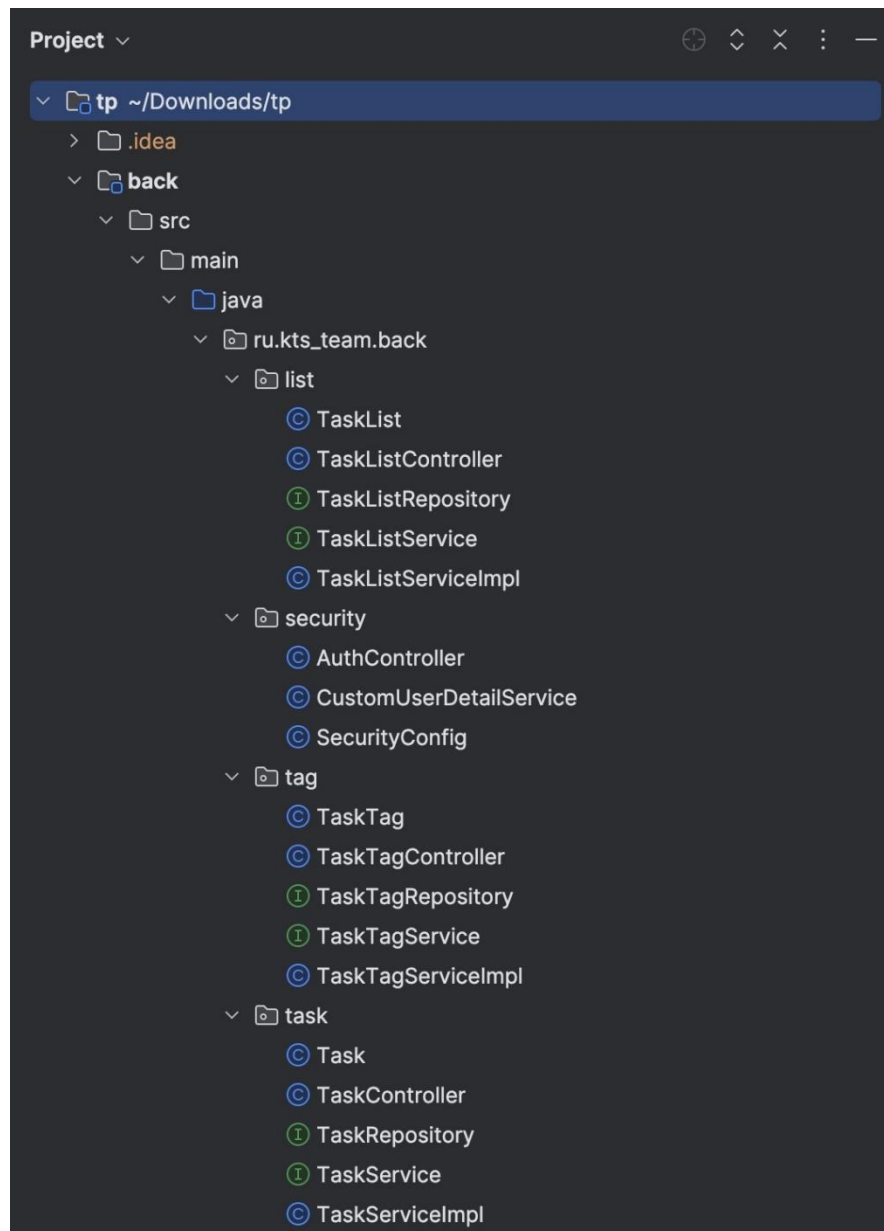 Project
tp ~/Downloads/tp
.idea
back
src
main
java
ru.kts_team.back
list
TaskList
TaskListController
TaskListRepository
TaskListService
TaskListServiceImpl
security
AuthController
CustomUserDetailService
SecurityConfig
tag
TaskTag
TaskTagController
TaskTagRepository
TaskTagService
TaskTagServiceImpl
task
Task
TaskController
TaskRepository
TaskService
TaskServiceImpl